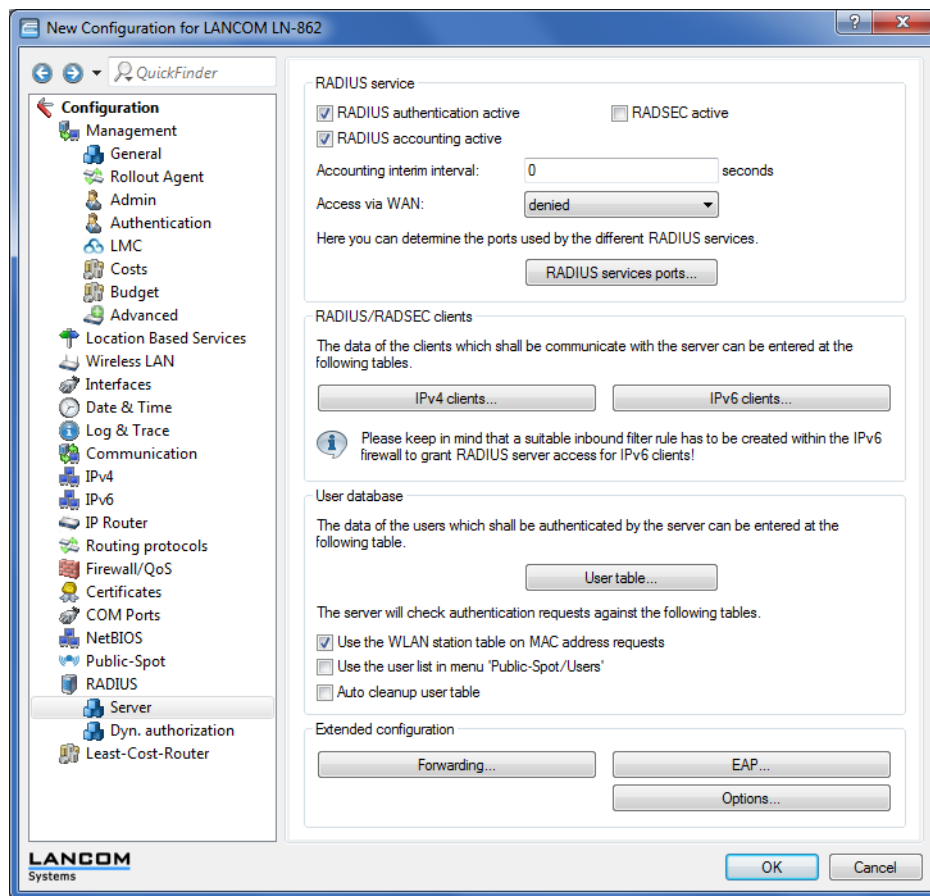 New Configuration for LANCOM LN-862
QuickFinder
Configuration
Management
General
Rollout Agent
Admin
Authentication
LMC
Costs
Budget
Advanced
Location Based Services
Wireless LAN
Interfaces
Date & Time
Log & Trace
Communication
IPv4
IPv6
IP Router
Routing protocols
Firewall/QoS
Certificates
COM Ports
NetBIOS
Public-Spot
RADIUS
Server
Dyn. authorization
Least-Cost-Router
LANCOM
Systems
RADIUS service
RADIUS authentication active
RADSEC active
RADIUS accounting active
Accounting interim interval: 0 seconds
Access via WAN: denied
Here you can determine the ports used by the different RADIUS services.
RADIUS services ports...
RADIUS/RADSEC clients
The data of the clients which shall be communicate with the server can be entered at the
following tables.
IPv4 clients...
IPv6 clients...
Please keep in mind that a suitable inbound filter rule has to be created within the IPv6
firewall to grant RADIUS server access for IPv6 clients!
User database
The data of the users which shall be authenticated by the server can be entered at the
following table.
User table...
The server will check authentication requests against the following tables.
Use the WLAN station table on MAC address requests
Use the user list in menu 'Public-Spot/Users'
Auto cleanup user table
Extended configuration
Forwarding...
EAP...
Options...
OK
Cancel